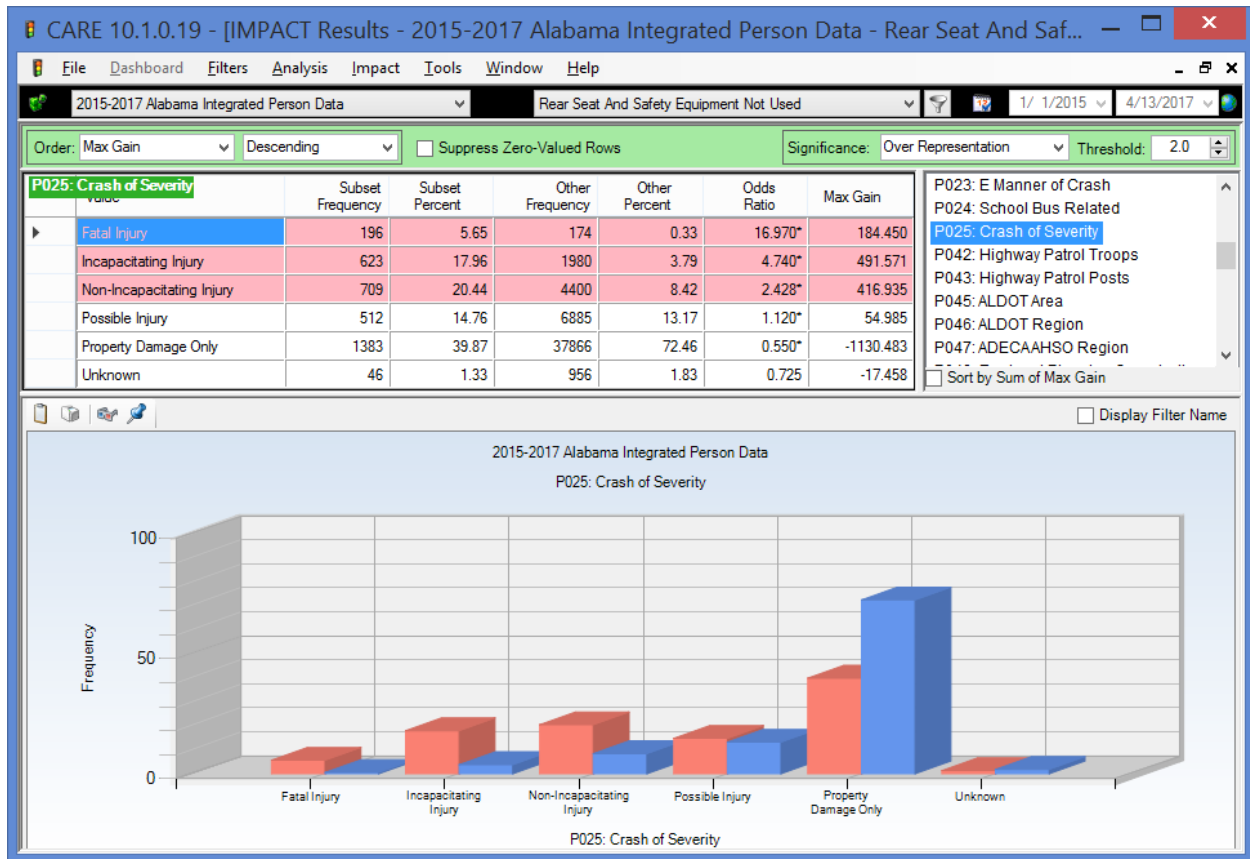 CARE 10.1.0.19 - [IMPACT Results - 2015-2017 Alabama Integrated Person Data - Rear Seat And Saf...
File Dashboard Filters Analysis Impact Tools Window Help
2015-2017 Alabama Integrated Person Data Rear Seat And Safety Equipment Not Used 1/ 1/2015 4/13/2017
Order: Max Gain Descending Suppress Zero-Valued Rows Significance: Over Representation Threshold: 2.0
P025: Crash of Severity
Subset Frequency Subset Percent Other Frequency Other Percent Odds Ratio Max Gain
Fatal Injury 196 5.65 174 0.33 16.970* 184.450
Incapacitating Injury 623 17.96 1980 3.79 4.740* 491.571
Non-Incapacitating Injury 709 20.44 4400 8.42 2.428* 416.935
Possible Injury 512 14.76 6885 13.17 1.120* 54.985
Property Damage Only 1383 39.87 37866 72.46 0.550* -1130.483
Unknown 46 1.33 956 1.83 0.725 -17.458
P023: E Manner of Crash
P024: School Bus Related
P025: Crash of Severity
P042: Highway Patrol Troops
P043: Highway Patrol Posts
P045: ALDOT Area
P046: ALDOT Region
P047: ADECAAHSO Region
Sort by Sum of Max Gain
Display Filter Name
2015-2017 Alabama Integrated Person Data
P025: Crash of Severity
100
50
0
Frequency
Fatal Injury
Incapacitating
Injury
Non-Incapacitating
Injury
Possible Injury
Property
Damage Only
Unknown
P025: Crash of Severity